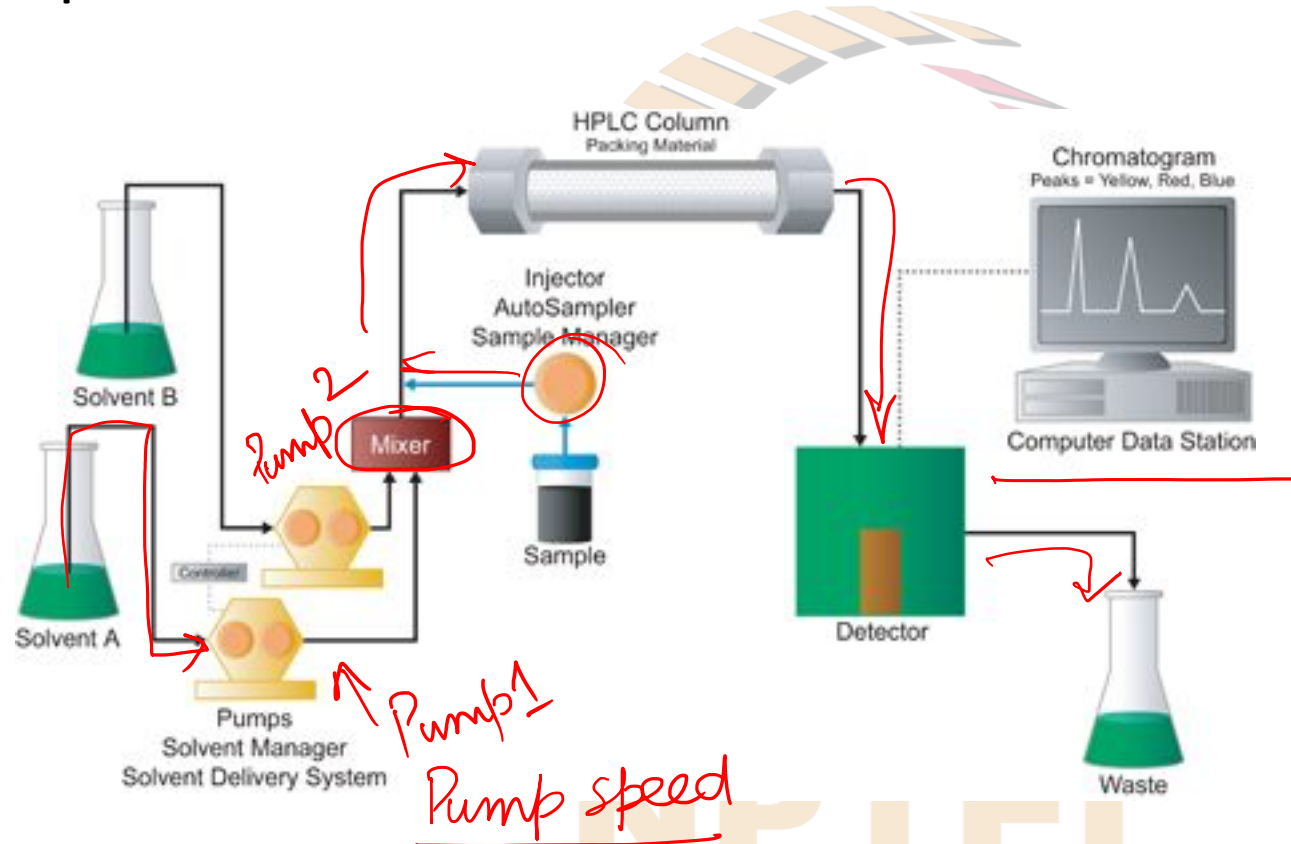 HPLC Column
Packing Material
Chromatogram
Peaks = Yellow, Red, Blue
Injector
AutoSampler
Sample Manager
Solvent B
Pump 2
Mixer
Computer Data Station
Sample
Controller
Solvent A
Detector
Pumps
Solvent Manager
Solvent Delivery System
Pump 1
Pump speed
Waste